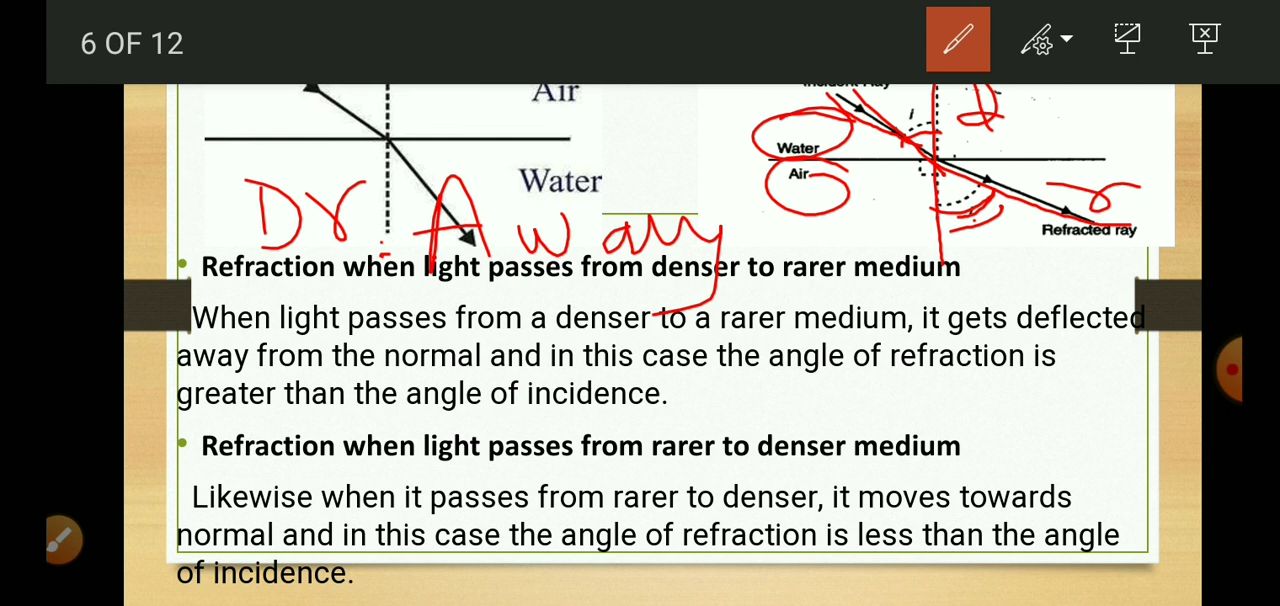 6 OF 12
Air
Water
Water
Air
Refracted ray
i
r
Dr. A way
• Refraction when light passes from denser to rarer medium
When light passes from a denser to a rarer medium, it gets deflected
away from the normal and in this case the angle of refraction is
greater than the angle of incidence.
• Refraction when light passes from rarer to denser medium
Likewise when it passes from rarer to denser, it moves towards
normal and in this case the angle of refraction is less than the angle
of incidence.